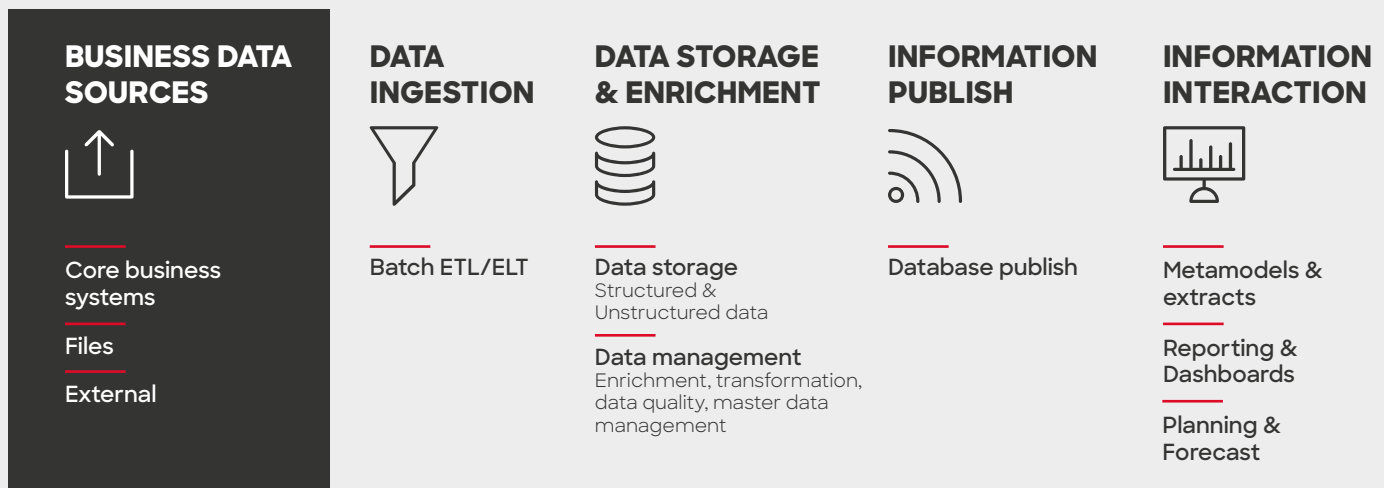 BUSINESS DATA
SOURCES
Core business
systems
Files
External
DATA
INGESTION
Batch ETL/ELT
DATA STORAGE
& ENRICHMENT
Data storage
Structured &
Unstructured data
Data management
Enrichment, transformation,
data quality, master data
management
INFORMATION
PUBLISH
Database publish
INFORMATION
INTERACTION
Metamodels &
extracts
Reporting &
Dashboards
Planning &
Forecast